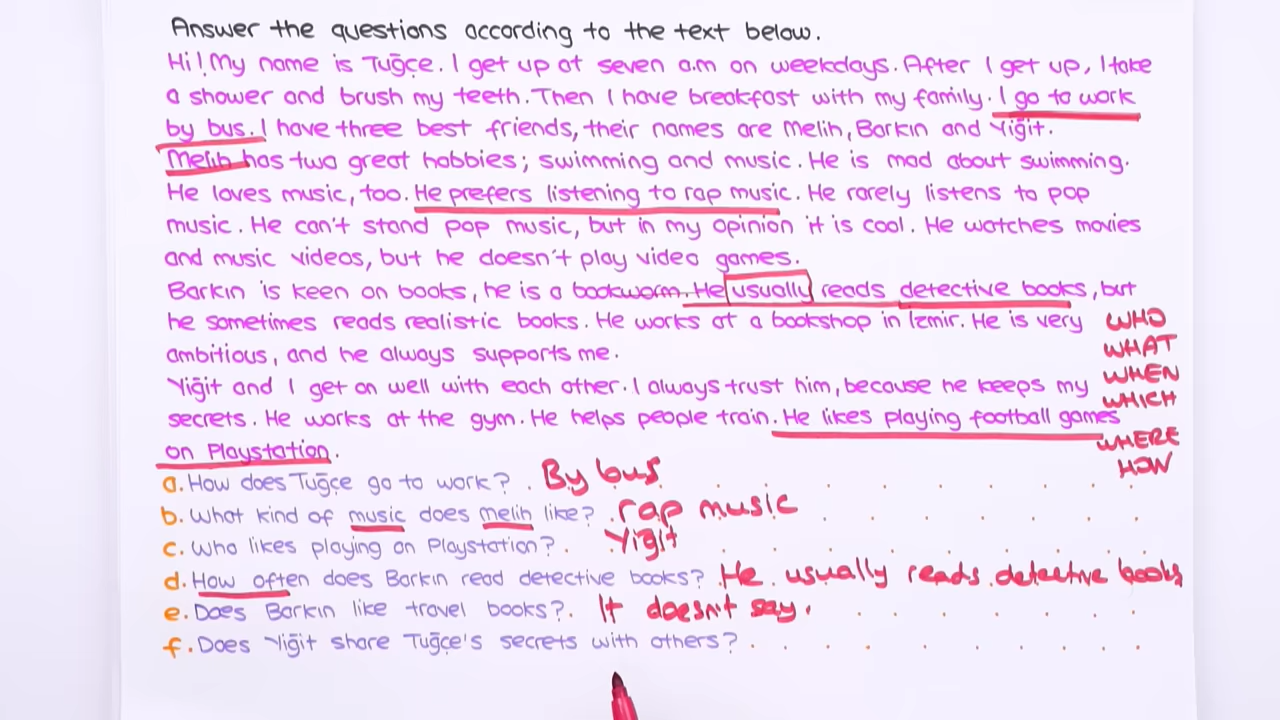 Answer the questions according to the text below.
Hi! My name is Tuğçe. I get up at seven a.m on weekdays. After I get up, I take
a shower and brush my teeth. Then I have breakfast with my family. I go to work
by bus. I have three best friends, their names are Melih, Barkın and Yiğit.
Melih has two great hobbies; swimming and music. He is mad about swimming.
He loves music, too. He prefers listening to rap music. He rarely listens to pop
music. He can't stand pop music, but in my opinion it is cool. He watches movies
and music videos, but he doesn't play video games.
Barkın is keen on books, he is a bookworm. He usually reads detective books, but
he sometimes reads realistic books. He works at a bookshop in İzmir. He is very
ambitious, and he always supports me.
Yiğit and I get on well with each other. I always trust him, because he keeps my
secrets. He works at the gym. He helps people train. He likes playing football games
on Playstation.
WHO
WHAT
WHEN
WHICH
WHERE
HOW
a. How does Tuğçe go to work? By bus
b. What kind of music does Melih like? rap music
c. Who likes playing on Playstation? Yiğit
d. How often does Barkın read detective books? He usually reads detective books
e. Does Barkın like travel books? It doesn't say.
f. Does Yiğit share Tuğçe's secrets with others?